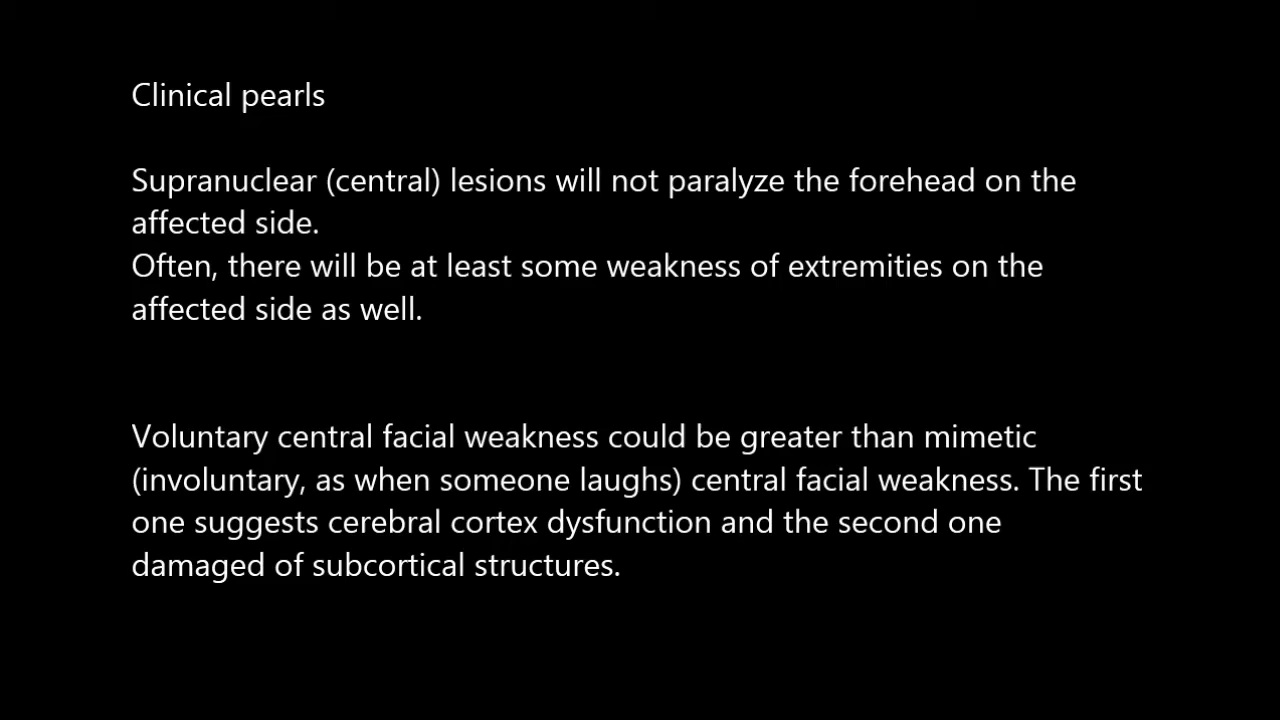 Clinical pearls
Supranuclear (central) lesions will not paralyze the forehead on the
affected side.
Often, there will be at least some weakness of extremities on the
affected side as well.
Voluntary central facial weakness could be greater than mimetic
(involuntary, as when someone laughs) central facial weakness. The first
one suggests cerebral cortex dysfunction and the second one
damaged of subcortical structures.